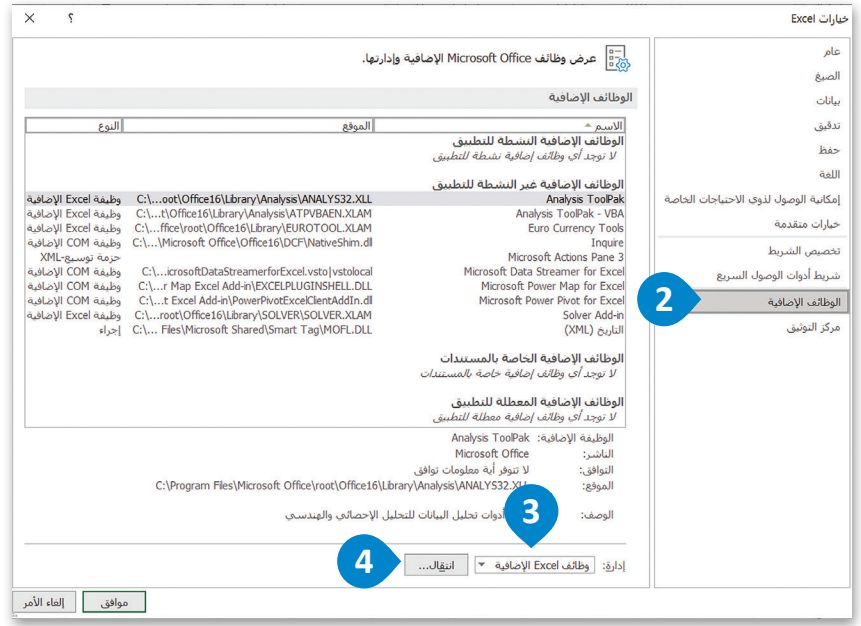 خيارات Excel
؟
عام
الصيغ
بيانات
تدقيق
حفظ
اللغة
إمكانية الوصول لذوي الاحتياجات الخاصة
خيارات متقدمة
تخصيص الشريط
شريط أدوات الوصول السريع
الوظائف الإضافية
مركز التوثيق
2
عرض وظائف Microsoft Office الإضافية وإدارتها.
الوظائف الإضافية
الاسم الموقع النوع
الوظائف الإضافية النشطة للتطبيق
لا توجد أي وظائف إضافية نشطة للتطبيق
الوظائف الإضافية غير النشطة للتطبيق
Analysis ToolPak C:\...oot\Office16\Library\Analysis\ANALYS32.XLL وظيفة Excel الإضافية
Analysis ToolPak - VBA C:\...t\Office16\Library\Analysis\ATPVBAEN.XLAM وظيفة Excel الإضافية
Euro Currency Tools C:\...ffice\root\Office16\Library\EUROTOOL.XLAM وظيفة Excel الإضافية
Inquire C:\...\Microsoft Office\Office16\DCF\NativeShim.dll وظيفة COM الإضافية
Microsoft Actions Pane 3 حزمة توسيع-XML
Microsoft Data Streamer for Excel C:\...icrosoftDataStreamerforExcel.vsto|vstolocal وظيفة COM الإضافية
Microsoft Power Map for Excel C:\...r Map Excel Add-in\EXCELPLUGINSHELL.DLL وظيفة COM الإضافية
Microsoft Power Pivot for Excel C:\...t Excel Add-in\PowerPivotExcelClientAddIn.dll وظيفة COM الإضافية
Solver Add-in C:\...root\Office16\Library\SOLVER\SOLVER.XLAM وظيفة Excel الإضافية
التاريخ (XML) C:\... Files\Microsoft Shared\Smart Tag\MOFL.DLL إجراء
الوظائف الإضافية الخاصة بالمستندات
لا توجد أي وظائف إضافية خاصة بالمستندات
الوظائف الإضافية المعطلة للتطبيق
لا توجد أي وظائف إضافية معطلة للتطبيق
الوظيفة الإضافية: Analysis ToolPak
الناشر: Microsoft Office
التوافق: لا تتوفر أية معلومات توافق
الموقع: C:\Program Files\Microsoft Office\root\Office16\Library\Analysis\ANALYS32.XLL
الوصف: أدوات تحليل البيانات للتحليل الإحصائي والهندسي
3
إدارة: وظائف Excel الإضافية انتقال...
4
موافق إلغاء الأمر